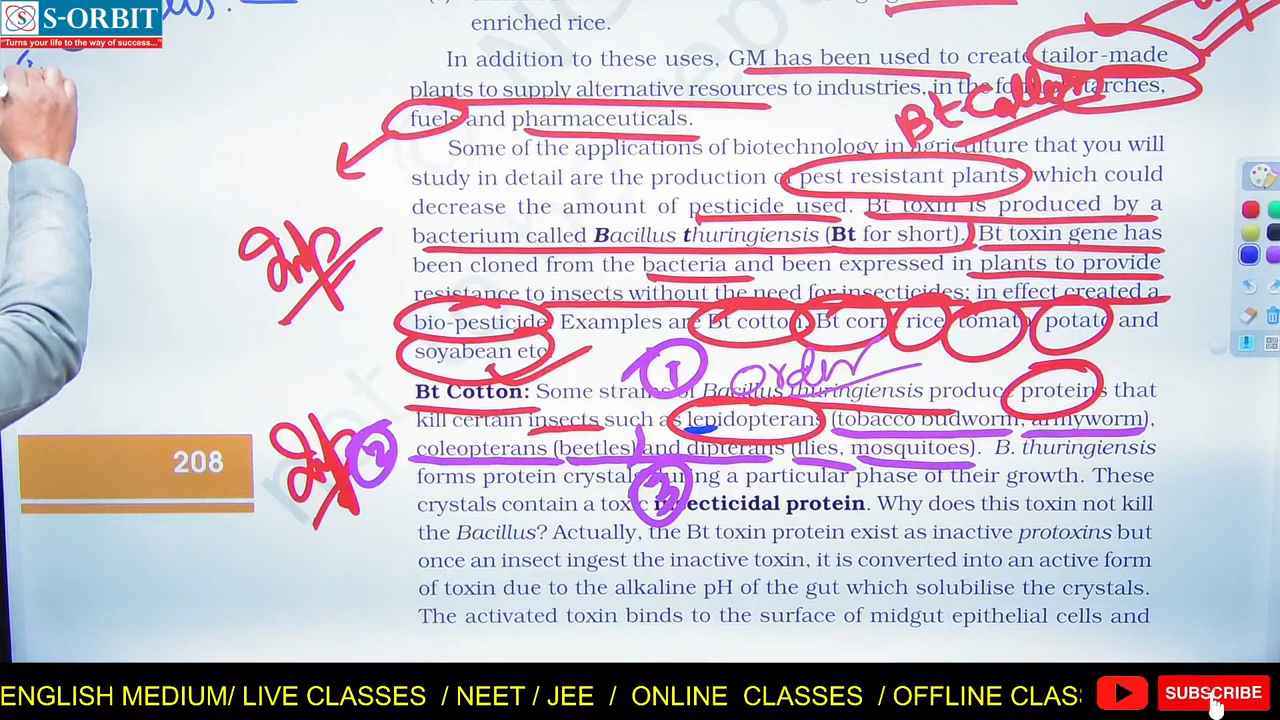 S-ORBIT
"Turns your life to the way of success..."
enriched rice.
In addition to these uses, GM has been used to create tailor-made
plants to supply alternative resources to industries, in the starches,
fuels and pharmaceuticals.
Bt Cotton
Some of the applications of biotechnology in agriculture that you will
study in detail are the production of pest resistant plants, which could
decrease the amount of pesticide used. Bt toxin is produced by a
bacterium called Bacillus thuringiensis (Bt for short). Bt toxin gene has
been cloned from the bacteria and been expressed in plants to provide
resistance to insects without the need for insecticides; in effect created a
bio-pesticide. Examples are Bt cotton, Bt corn, rice, tomato, potato and
soyabean etc.
Imp
1 order
Bt Cotton: Some strains of Bacillus thuringiensis produce proteins that
kill certain insects such as lepidopterans (tobacco budworm, armyworm),
coleopterans (beetles) and dipterans (flies, mosquitoes). B. thuringiensis
forms protein crystals during a particular phase of their growth. These
crystals contain a toxic insecticidal protein. Why does this toxin not kill
the Bacillus? Actually, the Bt toxin protein exist as inactive protoxins but
once an insect ingest the inactive toxin, it is converted into an active form
of toxin due to the alkaline pH of the gut which solubilise the crystals.
The activated toxin binds to the surface of midgut epithelial cells and
Imp 2
3
208
ENGLISH MEDIUM/ LIVE CLASSES / NEET / JEE / ONLINE CLASSES / OFFLINE CLAS
SUBSCRIBE